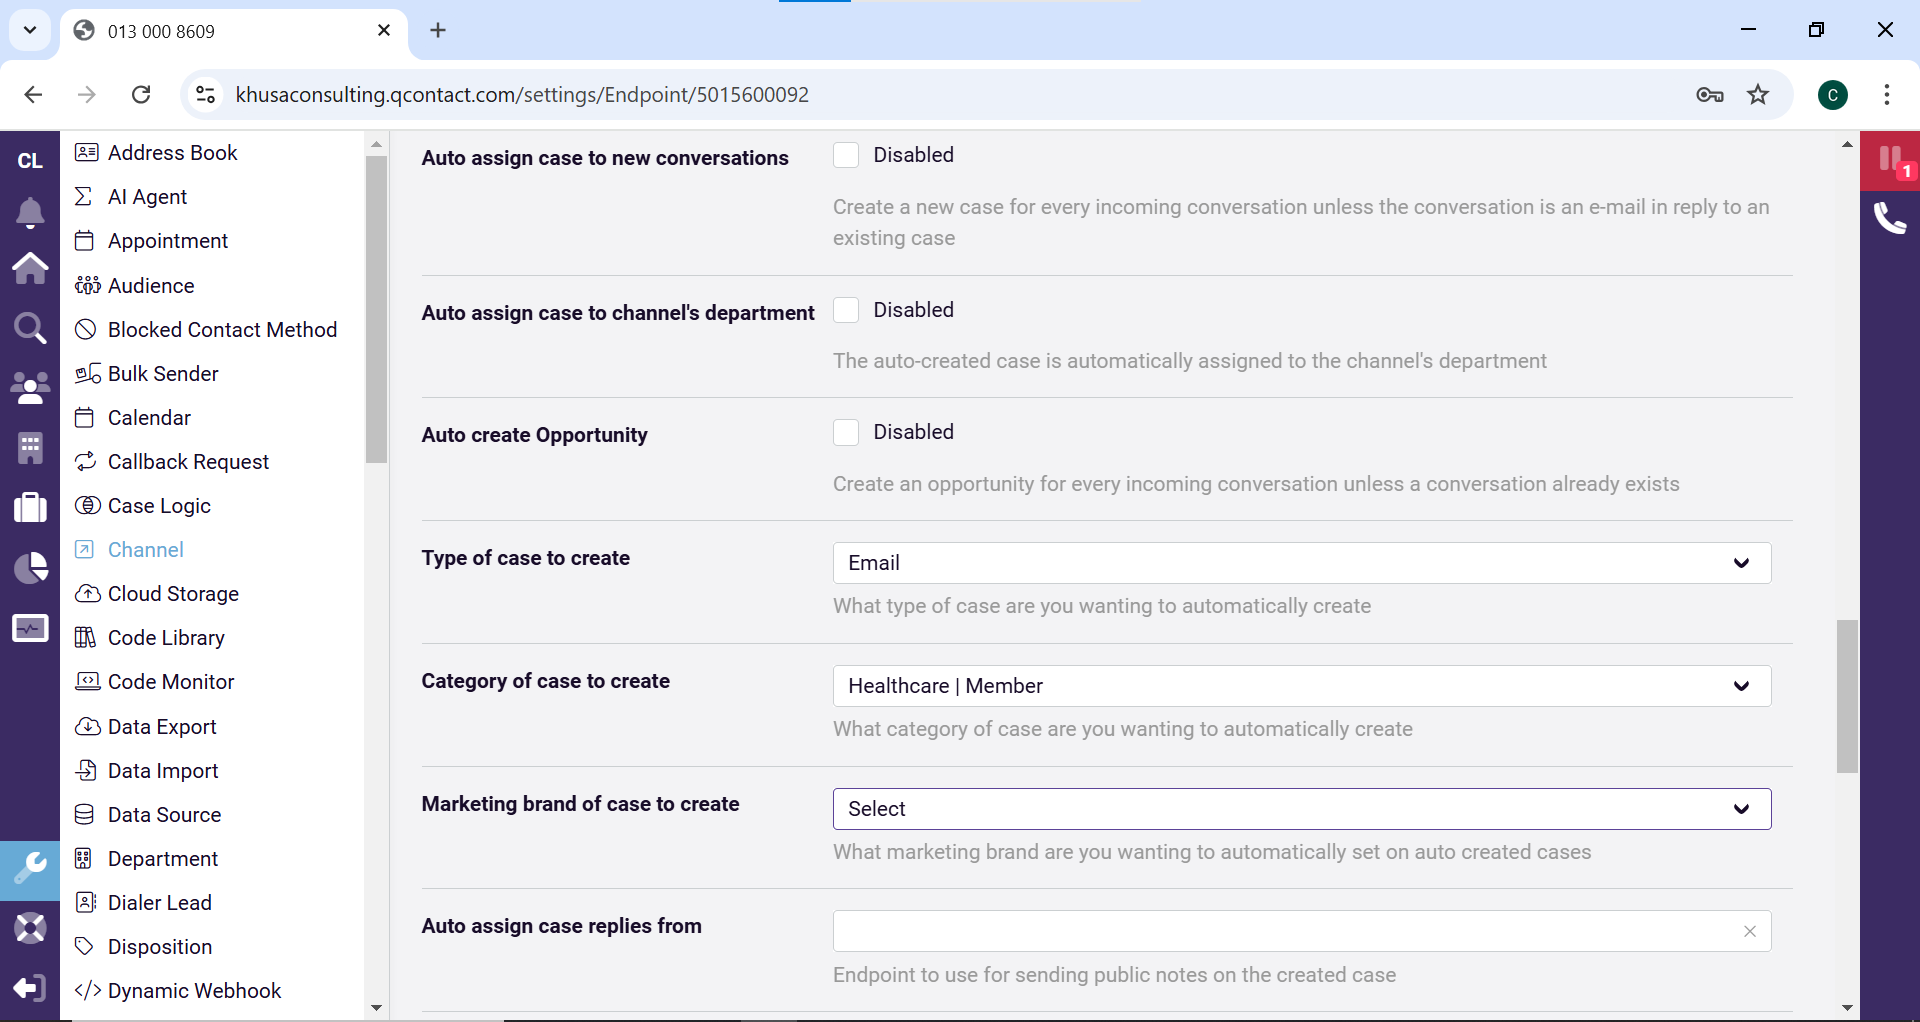 013 000 8609
khusaconsulting.qcontact.com/settings/Endpoint/5015600092
C
CL
Address Book
AI Agent
Appointment
Audience
Blocked Contact Method
Bulk Sender
Calendar
Callback Request
Case Logic
Channel
Cloud Storage
Code Library
Code Monitor
Data Export
Data Import
Data Source
Department
Dialer Lead
Disposition
Dynamic Webhook
Auto assign case to new conversations
Disabled
Create a new case for every incoming conversation unless the conversation is an e-mail in reply to an
existing case
Auto assign case to channel's department
Disabled
The auto-created case is automatically assigned to the channel's department
Auto create Opportunity
Disabled
Create an opportunity for every incoming conversation unless a conversation already exists
Type of case to create
Email
What type of case are you wanting to automatically create
Category of case to create
Healthcare | Member
What category of case are you wanting to automatically create
Marketing brand of case to create
Select
What marketing brand are you wanting to automatically set on auto created cases
Auto assign case replies from
Endpoint to use for sending public notes on the created case
1